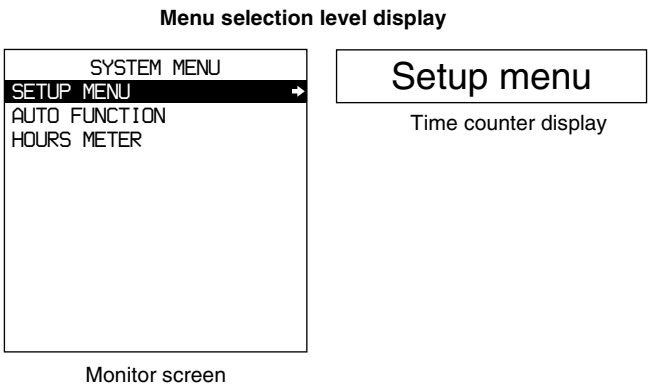 Menu selection level display
SYSTEM MENU
SETUP MENU
AUTO FUNCTION
HOURS METER
Monitor screen
Setup menu
Time counter display